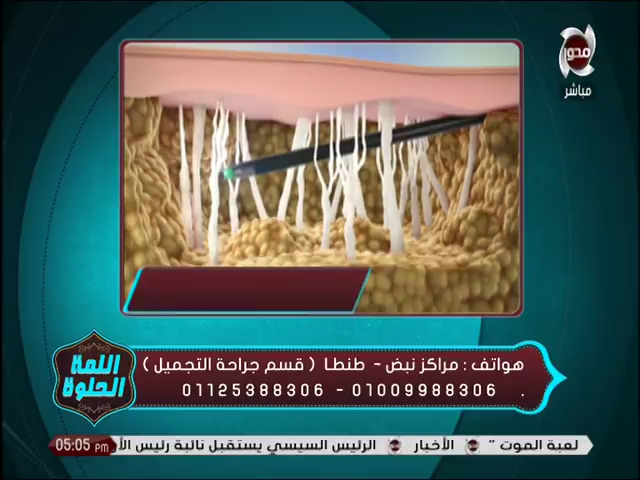 محور
مباشر
هواتف : مراكز نبض - طنطا ( قسم جراحة التجميل )
01125388306 - 01009988306 .
اللمة
الحلوة
لعبة الموت " الأخبار الرئيس السيسي يستقبل نائبة رئيس
05:05 PM